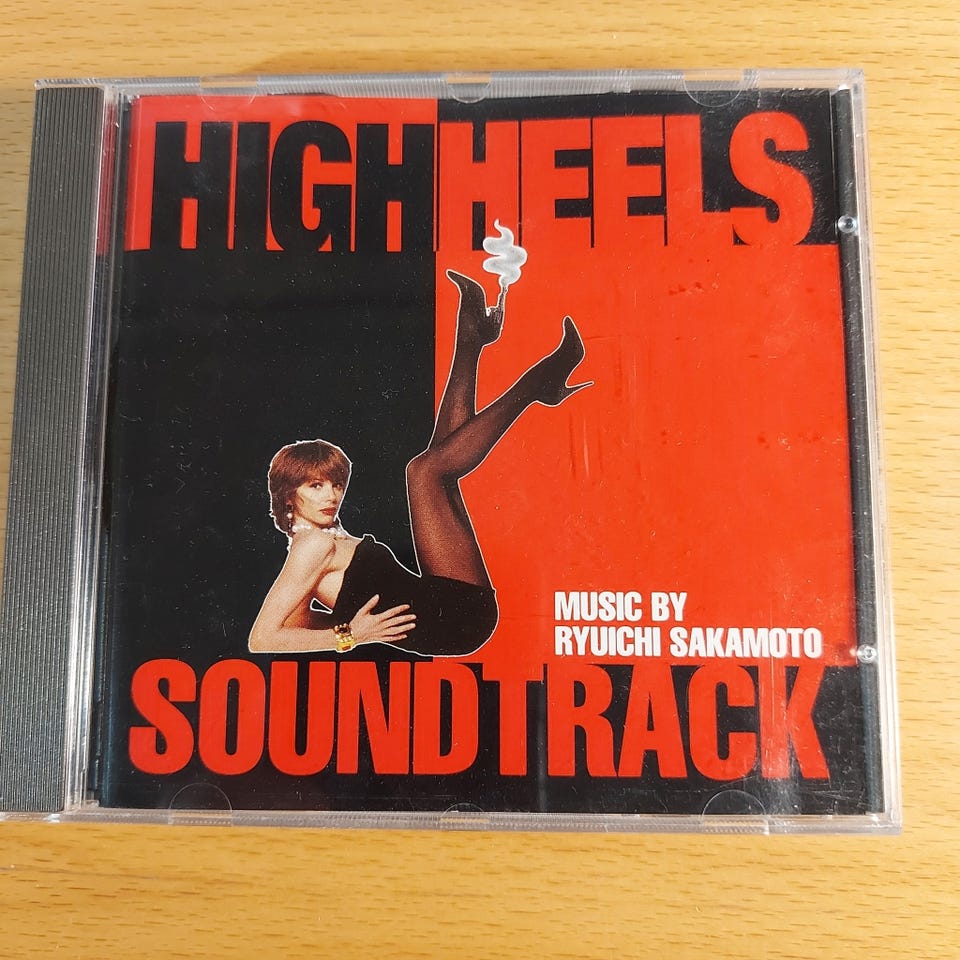 HIGH HEELS
MUSIC BY
RYUICHI SAKAMOTO
SOUNDTRACK